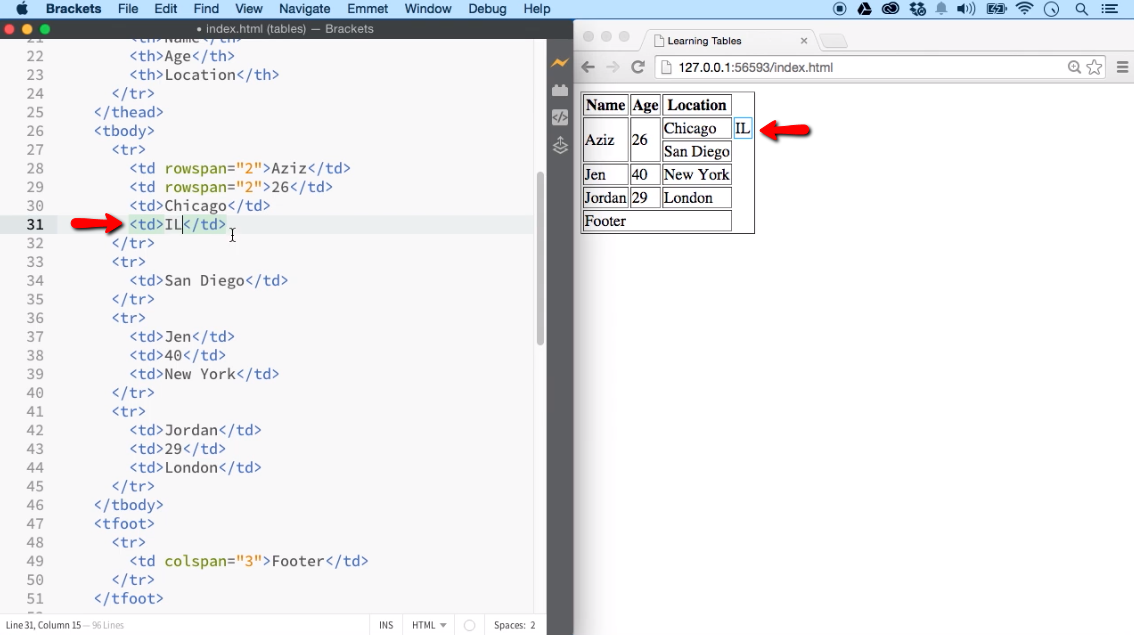 Brackets File Edit Find View Navigate Emmet Window Debug Help
• index.html (tables) — Brackets
21 <th>Name</th>
22 <th>Age</th>
23 <th>Location</th>
24 </tr>
25 </thead>
26 <tbody>
27 <tr>
28 <td rowspan="2">Aziz</td>
29 <td rowspan="2">26</td>
30 <td>Chicago</td>
31 <td>IL</td>
32 </tr>
33 <tr>
34 <td>San Diego</td>
35 </tr>
36 <tr>
37 <td>Jen</td>
38 <td>40</td>
39 <td>New York</td>
40 </tr>
41 <tr>
42 <td>Jordan</td>
43 <td>29</td>
44 <td>London</td>
45 </tr>
46 </tbody>
47 <tfoot>
48 <tr>
49 <td colspan="3">Footer</td>
50 </tr>
51 </tfoot>
Line 31, Column 15 — 96 Lines INS HTML Spaces: 2
Learning Tables
127.0.0.1:56593/index.html
Name Age Location
Aziz 26 Chicago IL
San Diego
Jen 40 New York
Jordan 29 London
Footer